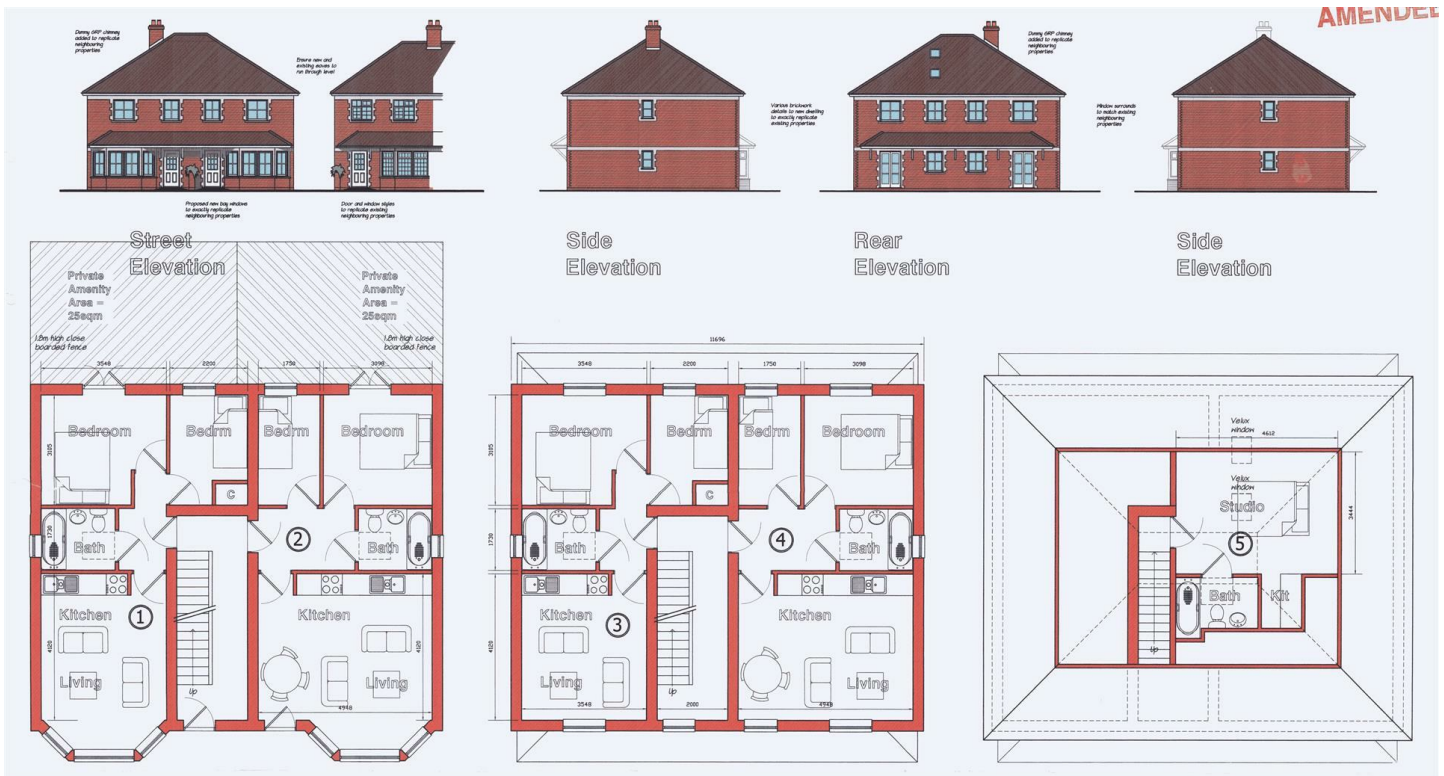 AMENDED
Dummy GRP chimney
added to replicate
neighbouring
properties
Ensure new and
existing eaves to
run through level
Various brickwork
details to new dwelling
to exactly replicate
existing properties
Dummy GRP chimney
added to replicate
neighbouring
properties
Window surrounds
to match existing
neighbouring
properties
Proposed new bay windows
to exactly replicate
neighbouring properties
Door and window styles
to replicate existing
neighbouring properties
Street
Elevation
Side
Elevation
Rear
Elevation
Side
Elevation
Private
Amenity
Area =
25sqm
Private
Amenity
Area =
25sqm
1.8m high close
boarded fence
1.8m high close
boarded fence
3548
2200
1750
3098
3105
Bedroom
Bedrm
Bedrm
Bedroom
C
1730
Bath
2
Bath
Kitchen
1
Kitchen
4120
4120
Living
Up
Living
4948
11696
3548
2200
1750
3098
3105
Bedroom
Bedrm
Bedrm
Bedroom
C
1730
Bath
4
Bath
Kitchen
3
Kitchen
4120
Living
Up
Living
3548
2000
4948
Velux
window
4612
Velux
window
Studio
3444
5
Bath
Kit
Up